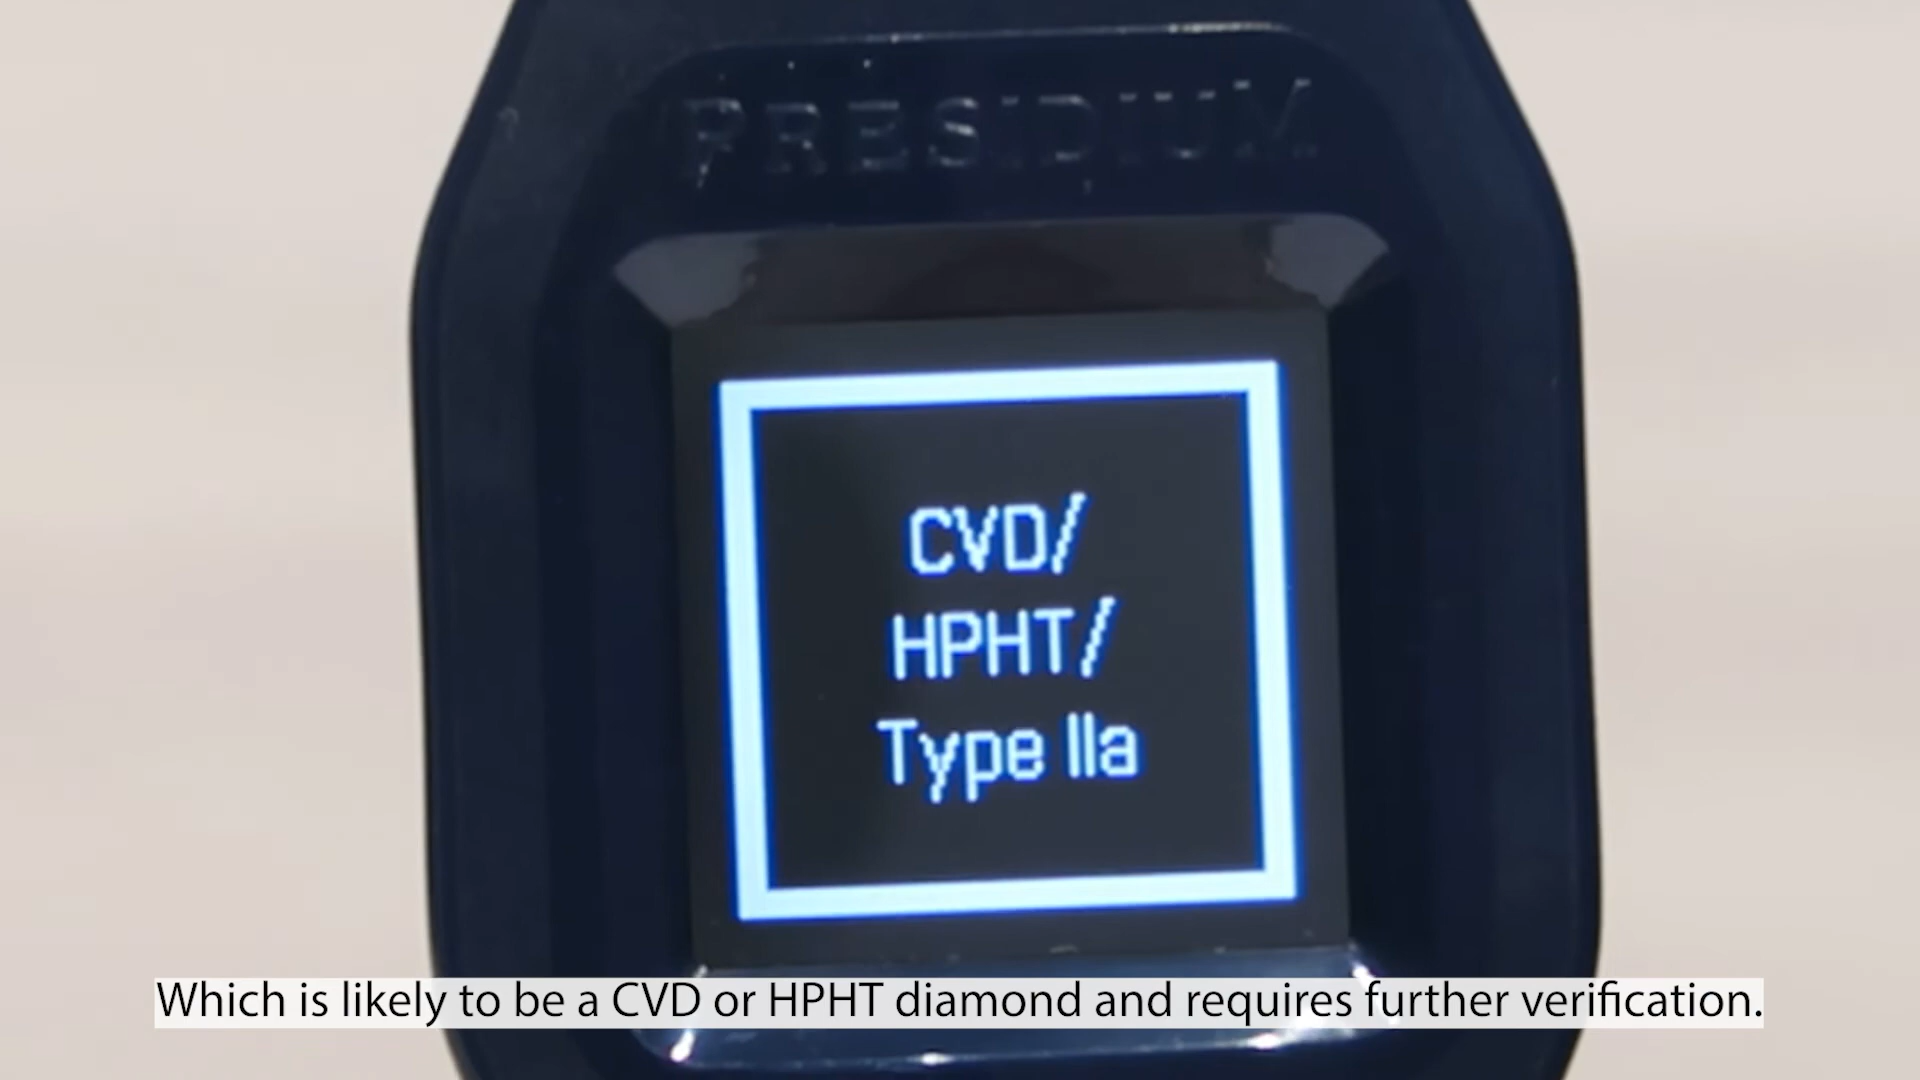 PRESIDIUM
CVD/
HPHT/
Type IIa
Which is likely to be a CVD or HPHT diamond and requires further verification.